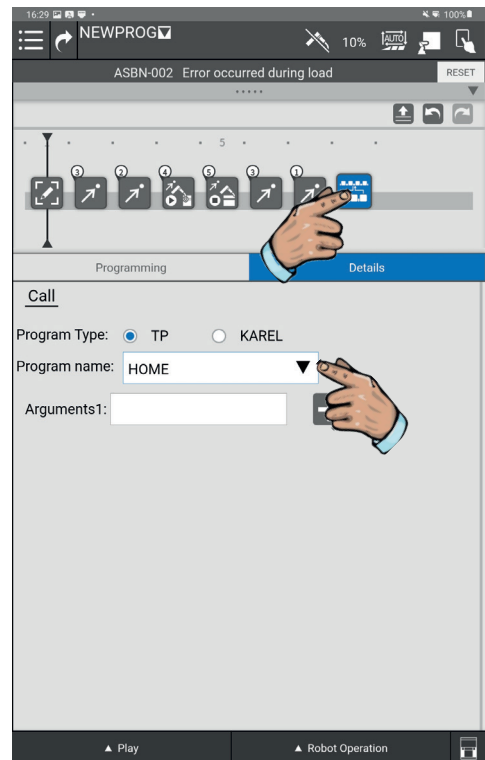 16:29 100%
NEWPROG 10% AUTO
ASBN-002 Error occurred during load RESET
5
3 2 4 5 3 1
Programming Details
Call
Program Type: TP KAREL
Program name: HOME
Arguments1:
Play Robot Operation